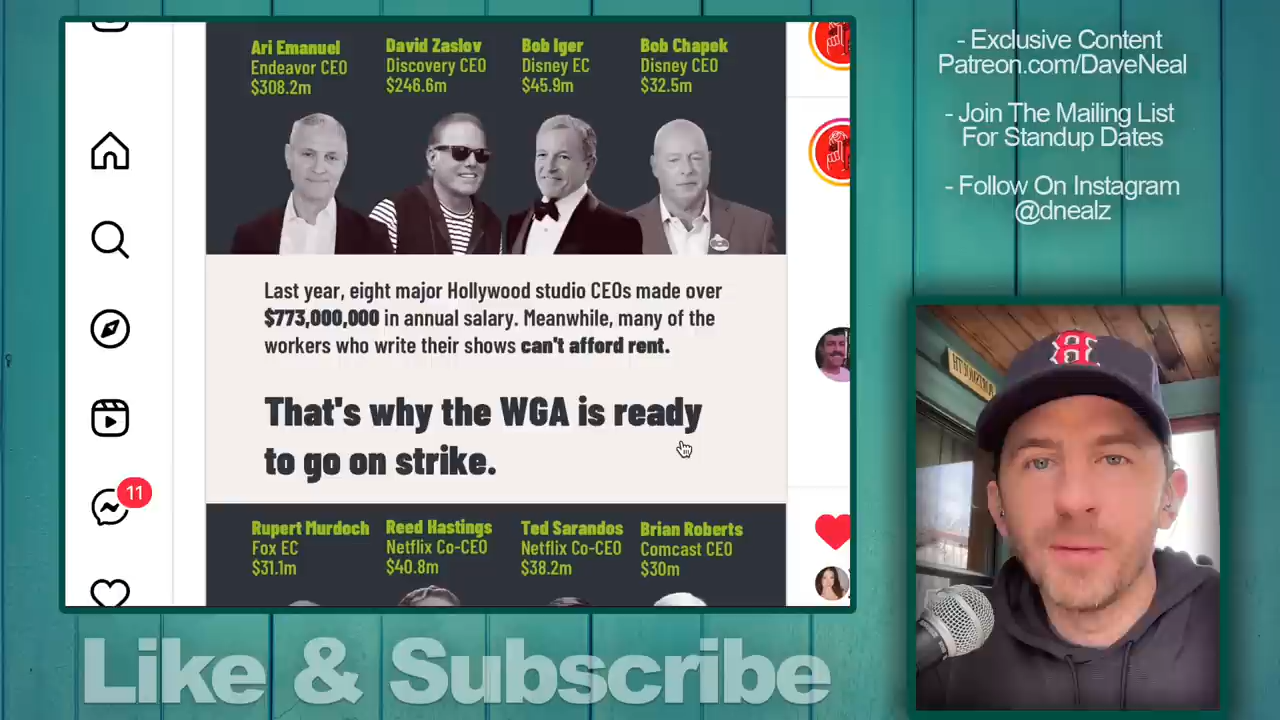 Ari Emanuel
Endeavor CEO
$308.2m
David Zaslov
Discovery CEO
$246.6m
Bob Iger
Disney EC
$45.9m
Bob Chapek
Disney CEO
$32.5m
Last year, eight major Hollywood studio CEOs made over
$773,000,000 in annual salary. Meanwhile, many of the
workers who write their shows can't afford rent.
That's why the WGA is ready
to go on strike.
11
Rupert Murdoch
Fox EC
$31.1m
Reed Hastings
Netflix Co-CEO
$40.8m
Ted Sarandos
Netflix Co-CEO
$38.2m
Brian Roberts
Comcast CEO
$30m
Like & Subscribe
- Exclusive Content
Patreon.com/DaveNeal
- Join The Mailing List
For Standup Dates
- Follow On Instagram
@dnealz
B